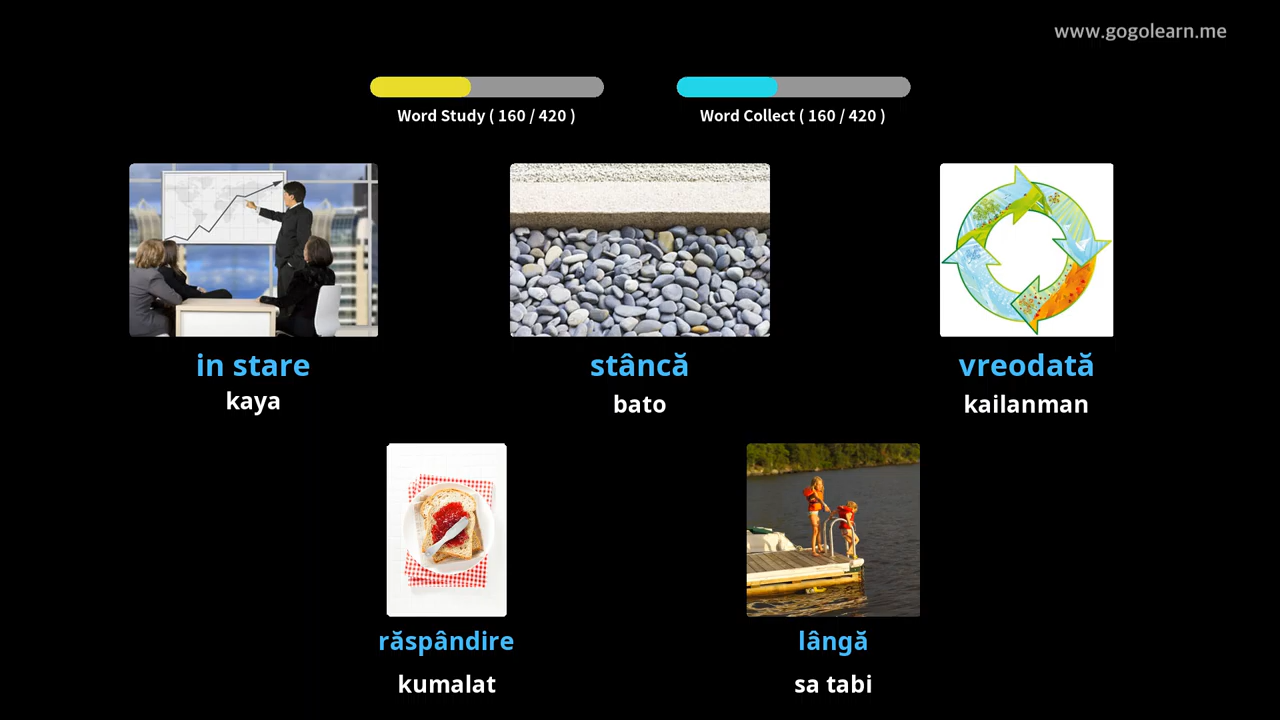 www.gogolearn.me
Word Study ( 160 / 420 )
Word Collect ( 160 / 420 )
in stare
kaya
stâncă
bato
vreodată
kailanman
răspândire
kumalat
lângă
sa tabi